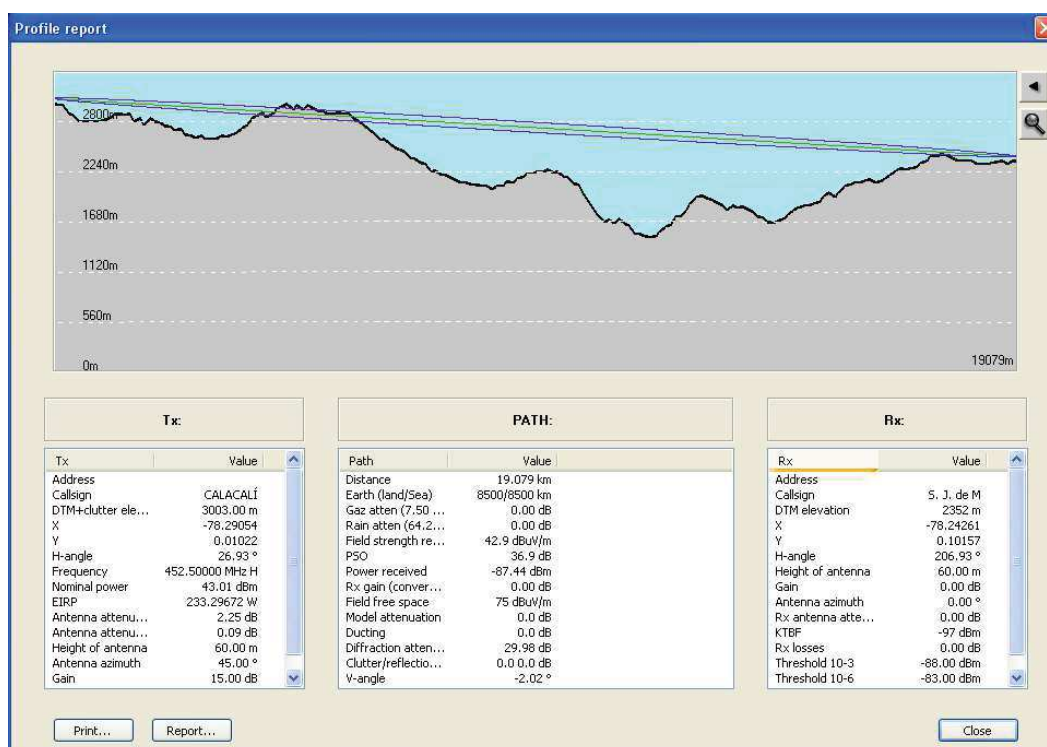 Profile report
2800m
2240m
1680m
1120m
560m
0m
19079m
Tx:
Tx Value
Address
Callsign CALACALÍ
DTM+clutter ele... 3003.00 m
X -78.29054
Y 0.01022
H-angle 26.93 °
Frequency 452.50000 MHz H
Nominal power 43.01 dBm
EIRP 233.29672 W
Antenna attenu... 2.25 dB
Antenna attenu... 0.09 dB
Height of antenna 60.00 m
Antenna azimuth 45.00 °
Gain 15.00 dB
PATH:
Path Value
Distance 19.079 km
Earth (land/Sea) 8500/8500 km
Gaz atten (7.50 ... 0.00 dB
Rain atten (64.2... 0.00 dB
Field strength re... 42.9 dBuV/m
PSO 36.9 dB
Power received -87.44 dBm
Rx gain (conver... 0.00 dB
Field free space 75 dBuV/m
Model attenuation 0.0 dB
Ducting 0.0 dB
Diffraction atten... 29.98 dB
Clutter/reflectio... 0.0 0.0 dB
V-angle -2.02 °
Rx:
Rx Value
Address
Callsign S. J. de M
DTM elevation 2352 m
X -78.24261
Y 0.10157
H-angle 206.93 °
Height of antenna 60.00 m
Gain 0.00 dB
Antenna azimuth 0.00 °
Rx antenna atte... 0.00 dB
KTBF -97 dBm
Rx losses 0.00 dB
Threshold 10-3 -88.00 dBm
Threshold 10-6 -83.00 dBm
Print... Report... Close